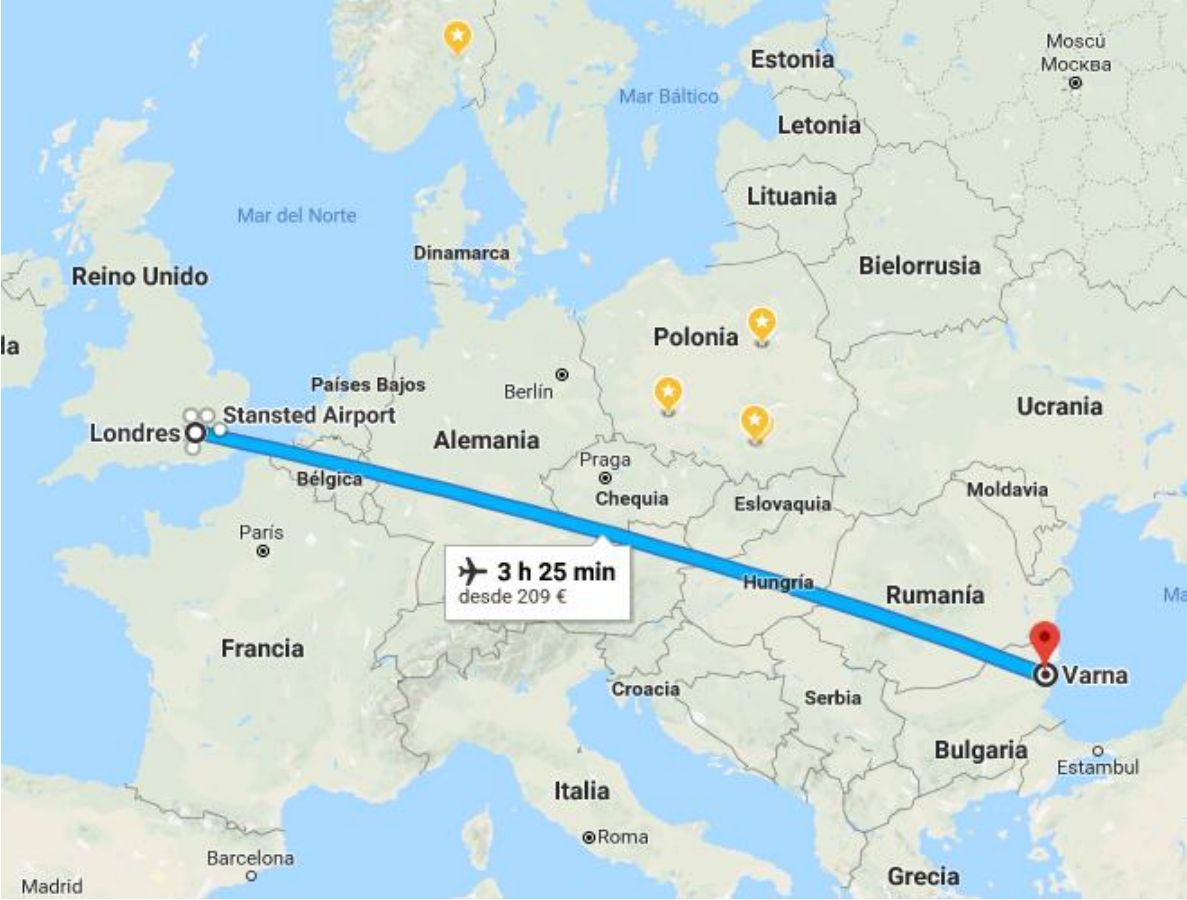 Moscú
Москва
Estonia
Mar Báltico
Letonia
Lituania
Mar del Norte
Dinamarca
Reino Unido
Bielorrusia
Polonia
la
Países Bajos
Berlín
Stansted Airport
Ucrania
Londres
Alemania
Praga
Bélgica
Chequia
Eslovaquia
Moldavia
París
3 h 25 min
desde 209 €
Hungría
Rumanía
Ma
Francia
Varna
Croacia
Serbia
Bulgaria
Estambul
Italia
Roma
Barcelona
Madrid
Grecia